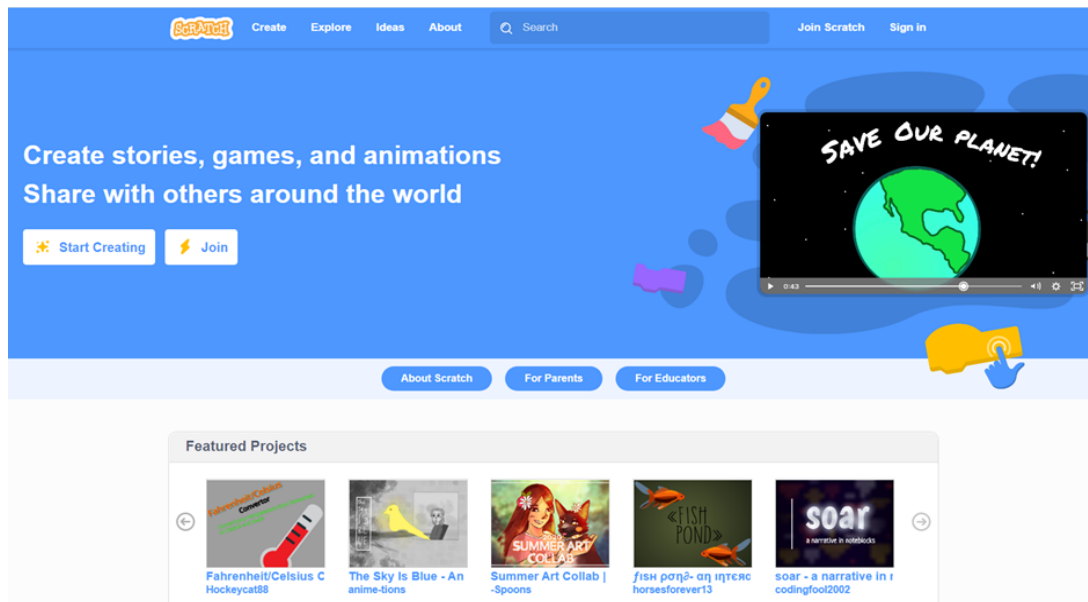 SCRATCH Create Explore Ideas About Search Join Scratch Sign in
SAVE OUR PLANET!
Create stories, games, and animations
Share with others around the world
Start Creating Join
0:43
About Scratch For Parents For Educators
Featured Projects
Fahrenheit/Celsius
Convertor
SUMMER ART
COLLAB
«FISH
POND»
soar
a narrative in noteblocks
Fahrenheit/Celsius C The Sky Is Blue - An Summer Art Collab | ƒιѕн ρση∂- αη ιηтєяα soar - a narrative in r
Hockeycat88 anime-tions -Spoons horsesforever13 codingfool2002